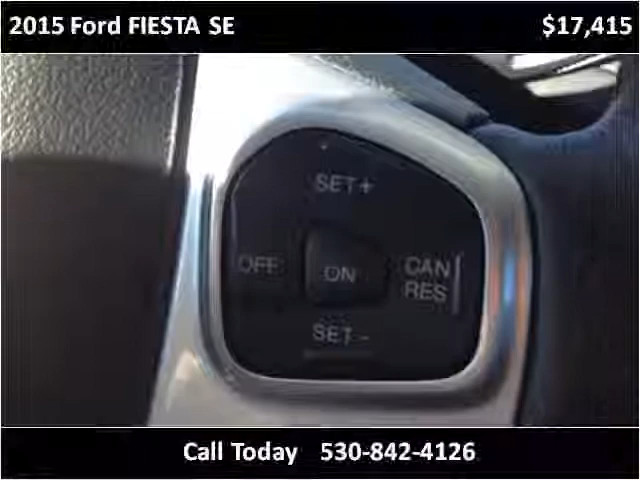 2015 Ford FIESTA SE $17,415
SET+
OFF ON CAN
RES
SET-
Call Today 530-842-4126